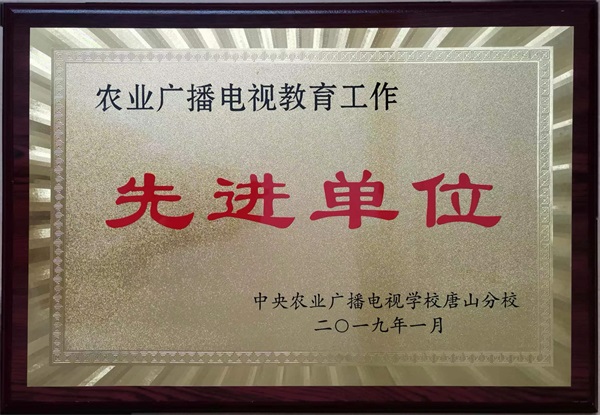 农业广播电视教育工作
先进单位
中央农业广播电视学校唐山分校
二〇一九年一月